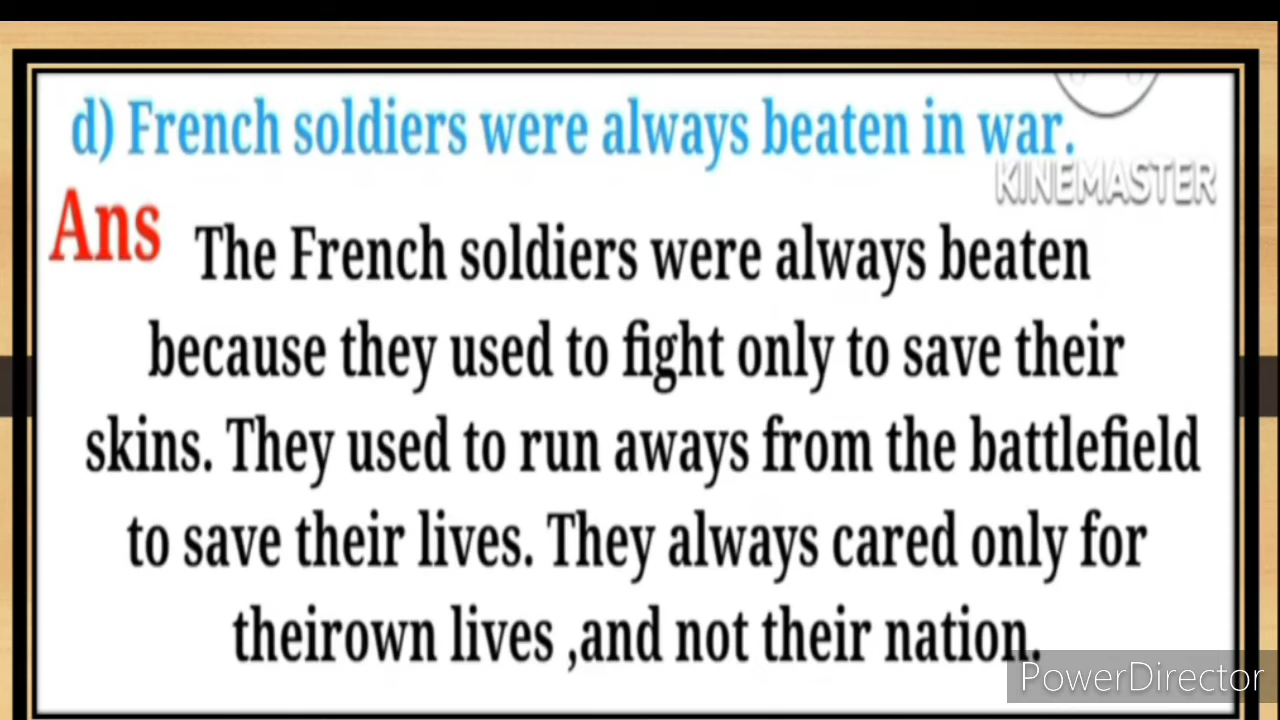 d) French soldiers were always beaten in war.
KINEMASTER
Ans
The French soldiers were always beaten
because they used to fight only to save their
skins. They used to run aways from the battlefield
to save their lives. They always cared only for
theirown lives ,and not their nation.
PowerDirector